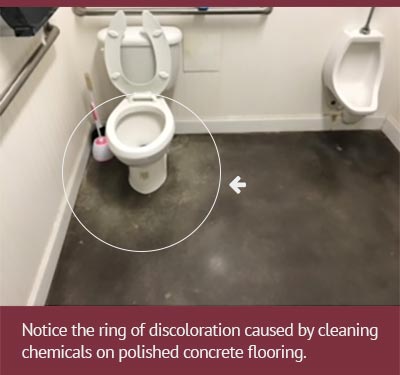 Notice the ring of discoloration caused by cleaning
chemicals on polished concrete flooring.